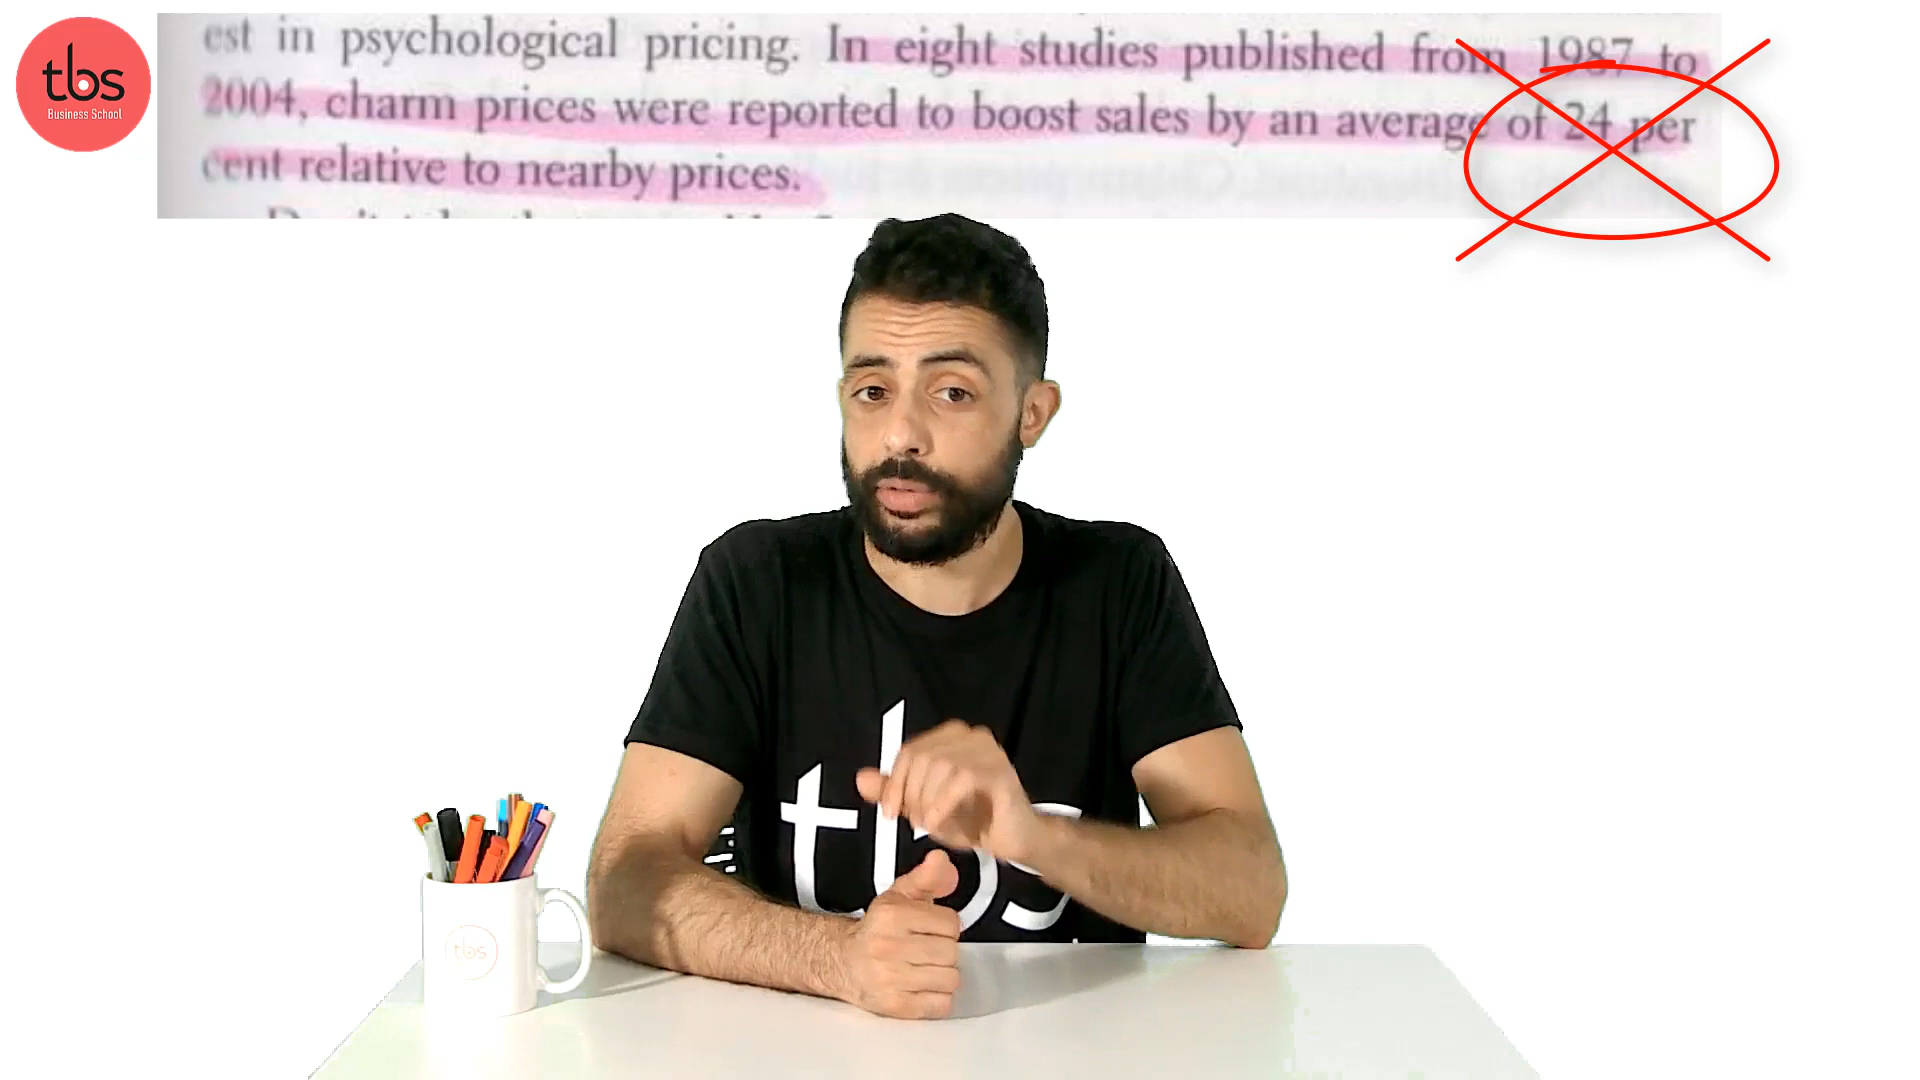 tbs
Business School
est in psychological pricing. In eight studies published from 1987 to
2004, charm prices were reported to boost sales by an average of 24 per
cent relative to nearby prices.
tbs
tbs